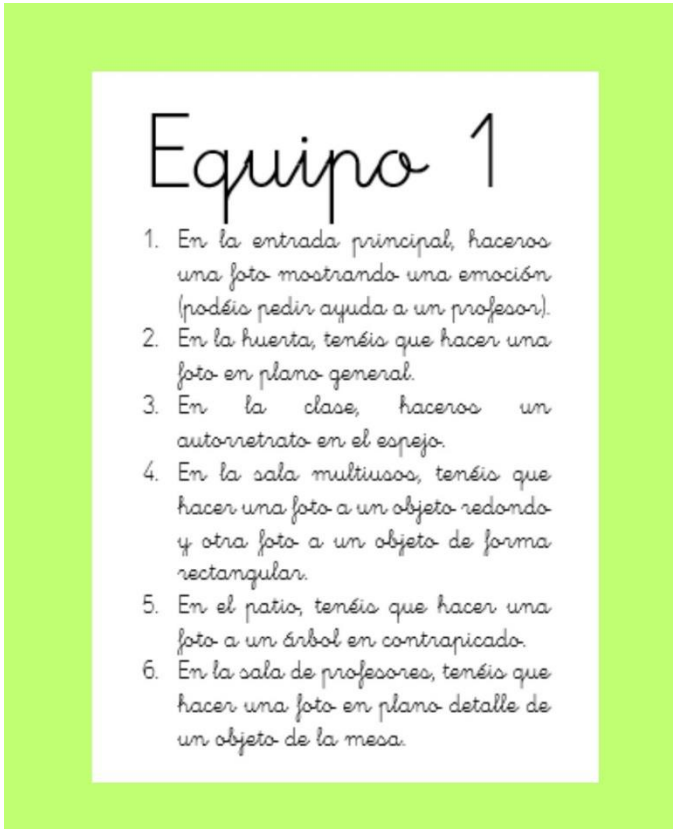 Equipo 1
1. En la entrada principal, haceros
una foto mostrando una emoción
(podéis pedir ayuda a un profesor).
2. En la huerta, tenéis que hacer una
foto en plano general.
3. En la clase, haceros un
autorretrato en el espejo.
4. En la sala multiusos, tenéis que
hacer una foto a un objeto redondo
y otra foto a un objeto de forma
rectangular.
5. En el patio, tenéis que hacer una
foto a un árbol en contrapicado.
6. En la sala de profesores, tenéis que
hacer una foto en plano detalle de
un objeto de la mesa.